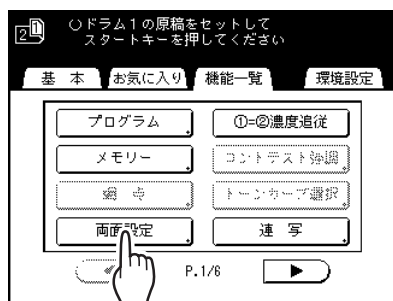 2 D
○ドラム1の原稿をセットして
スタートキーを押してください
基 本 お気に入り 機能一覧 環境設定
プログラム ①=②濃度追従
メモリー コントラスト強調
網 点 トーンカーブ選択
両面設定 連 写
P.1/6